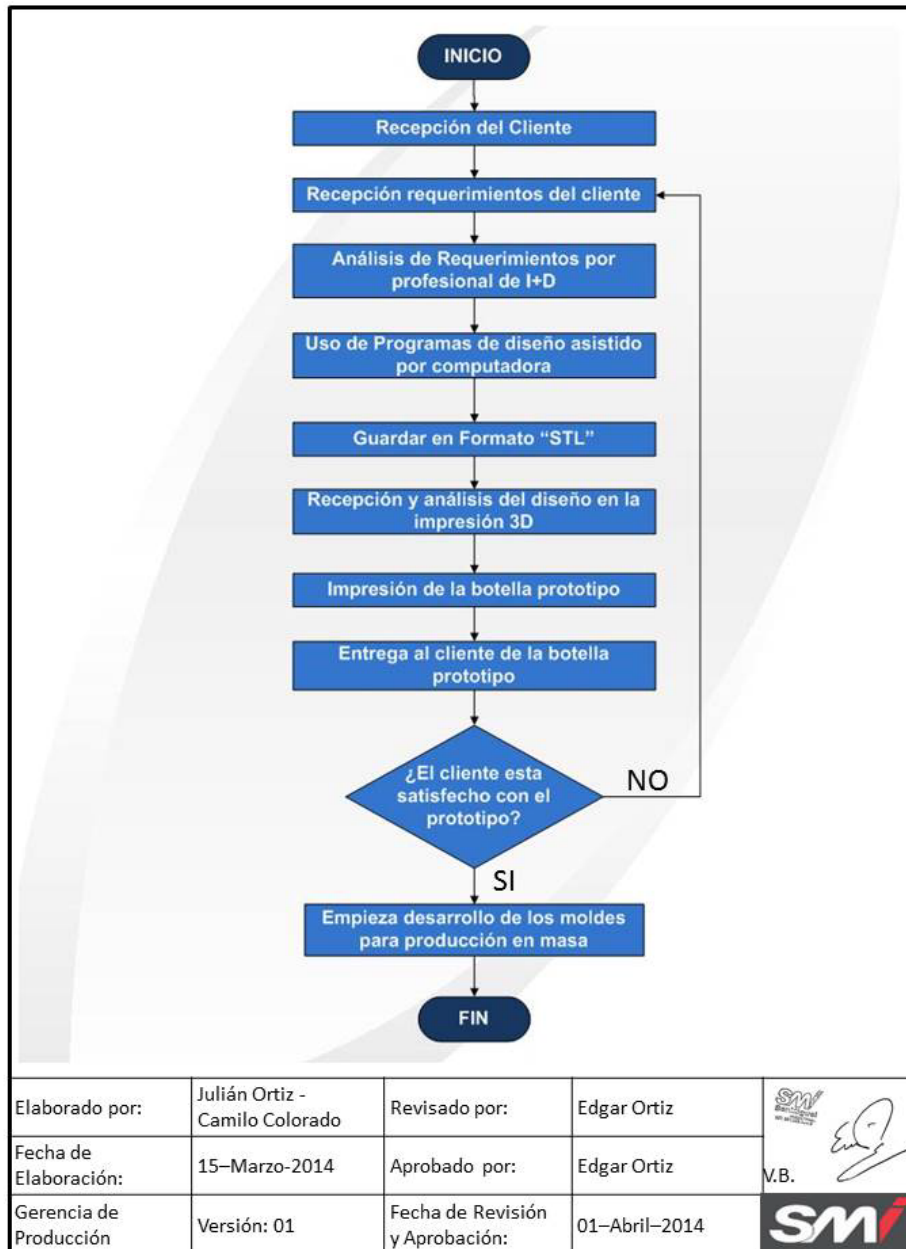 INICIO
Recepción del Cliente
Recepción requerimientos del cliente
Análisis de Requerimientos por
profesional de I+D
Uso de Programas de diseño asistido
por computadora
Guardar en Formato “STL”
Recepción y análisis del diseño en la
impresión 3D
Impresión de la botella prototipo
Entrega al cliente de la botella
prototipo
¿El cliente esta
satisfecho con el
prototipo?
NO
SI
Empieza desarrollo de los moldes
para producción en masa
FIN
Elaborado por:
Julián Ortiz -
Camilo Colorado
Revisado por:
Edgar Ortiz
SMI
Fecha de
Elaboración:
15–Marzo-2014
Aprobado por:
Edgar Ortiz
V.B.
Gerencia de
Producción
Versión: 01
Fecha de Revisión
y Aprobación:
01–Abril–2014
SMI